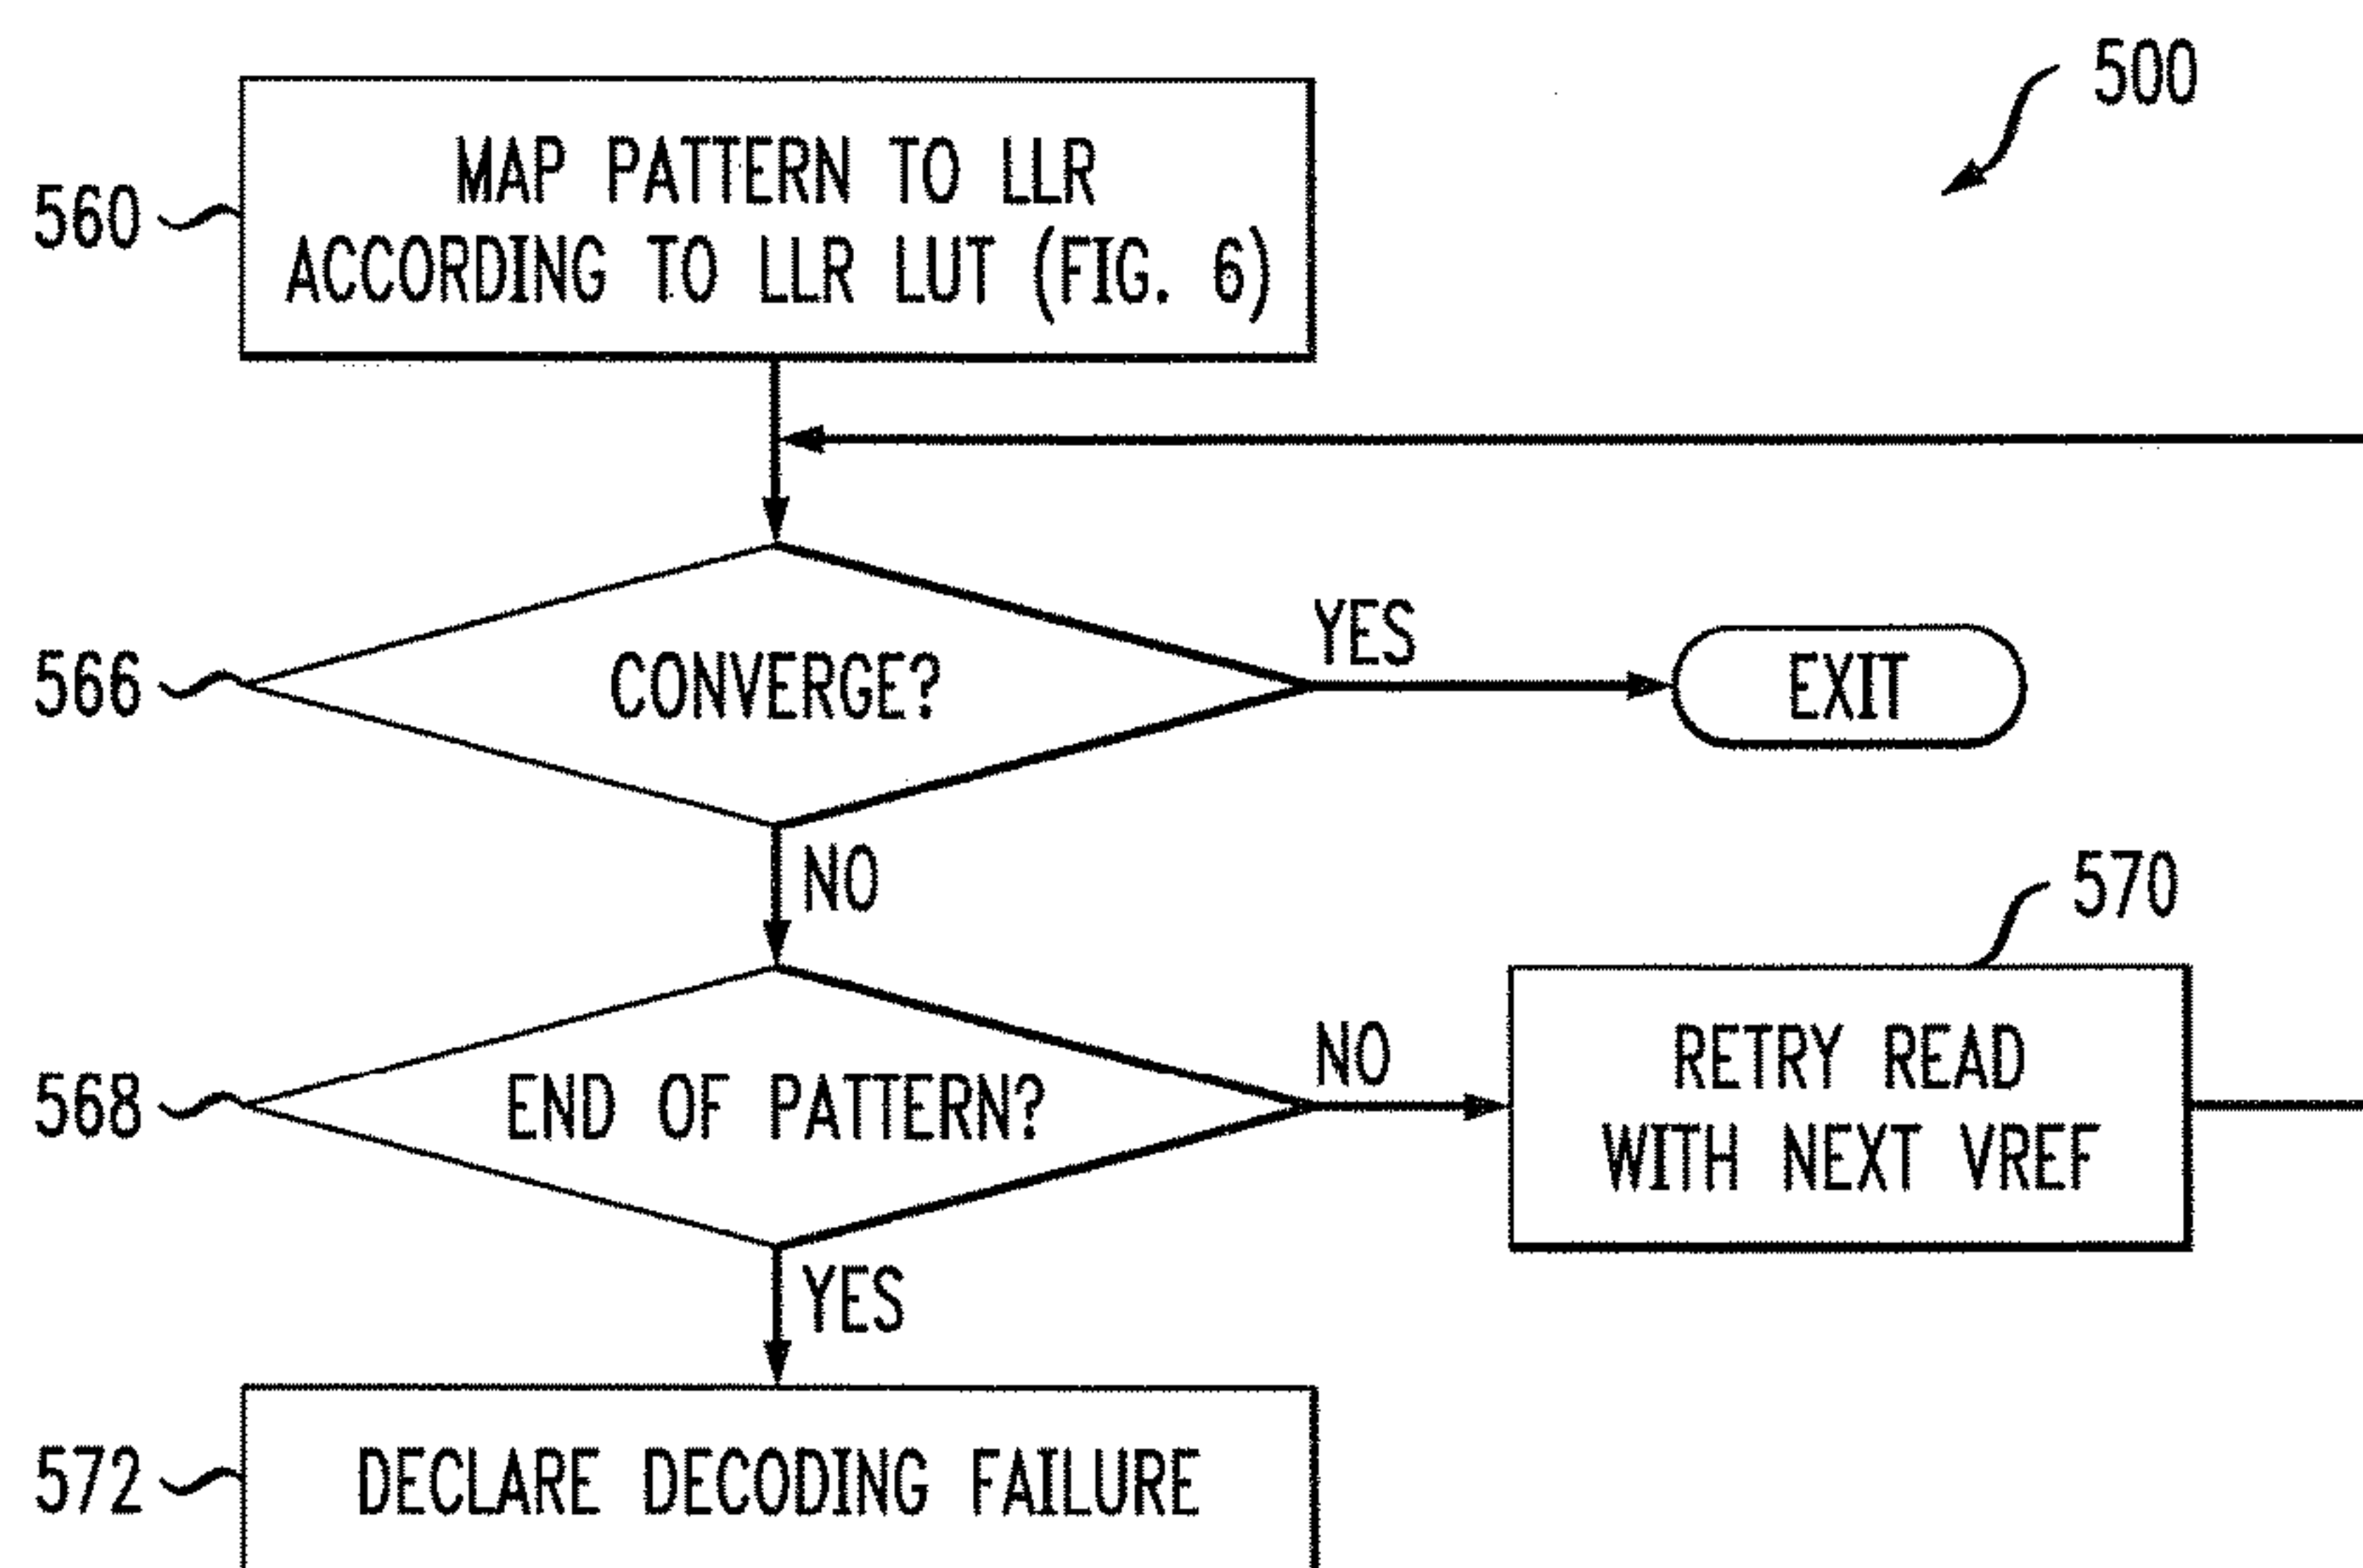 500
MAP PATTERN TO LLR
ACCORDING TO LLR LUT (FIG. 6)
560
CONVERGE?
566
YES
EXIT
NO
570
END OF PATTERN?
568
NO
RETRY READ
WITH NEXT VREF
YES
DECLARE DECODING FAILURE
572